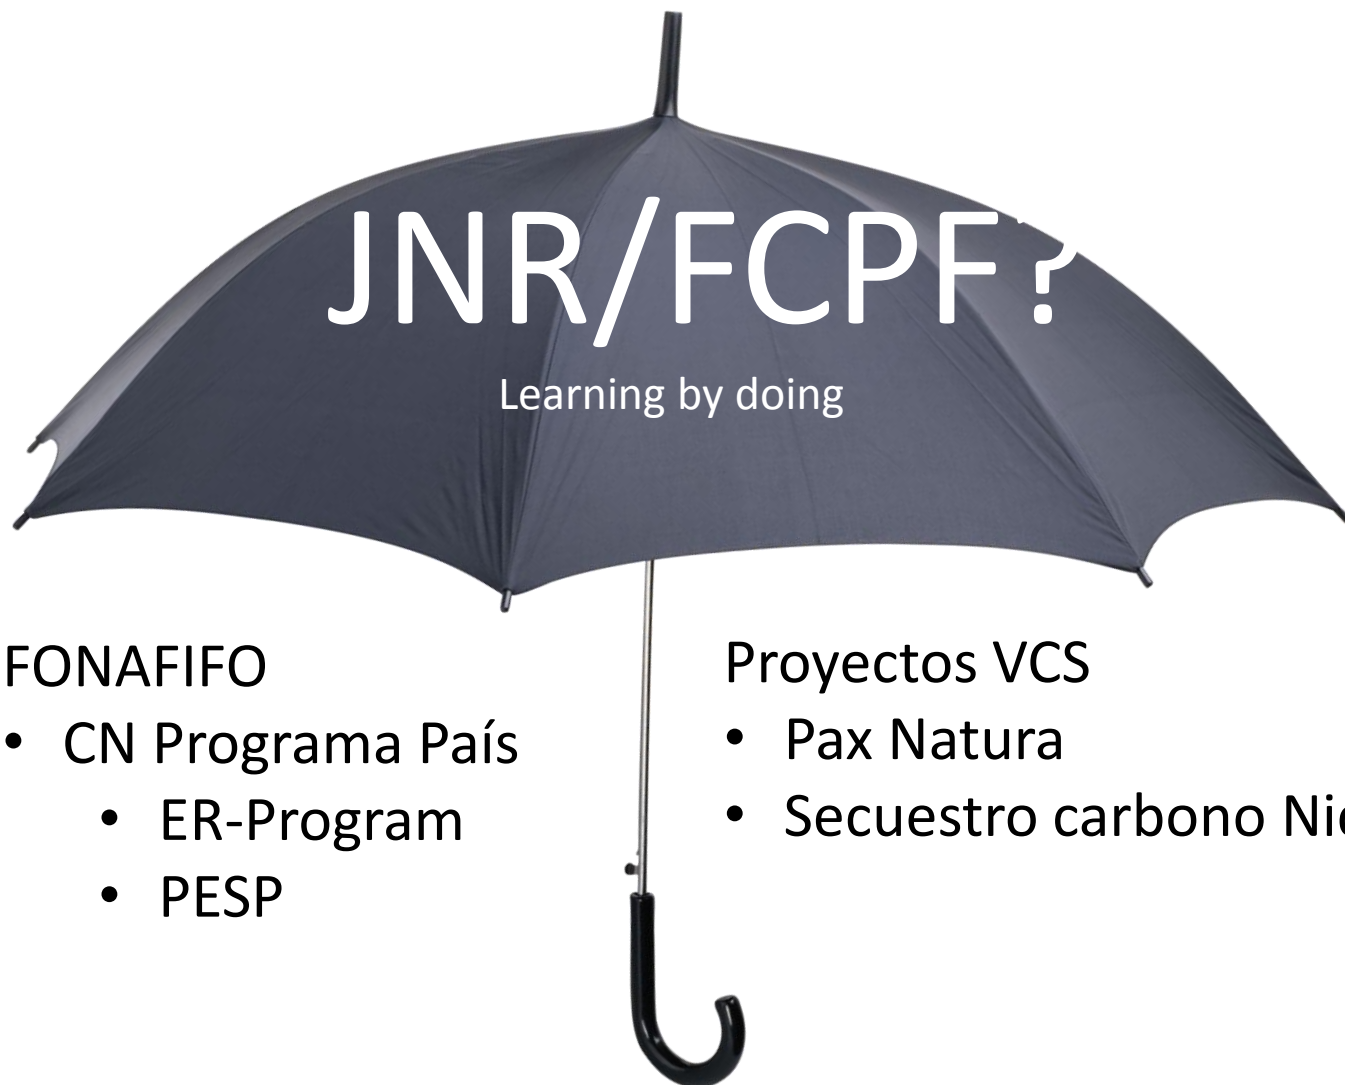 JNR/FCPF?
Learning by doing
FONAFIFO
• CN Programa País
• ER-Program
• PESP
Proyectos VCS
• Pax Natura
• Secuestro carbono